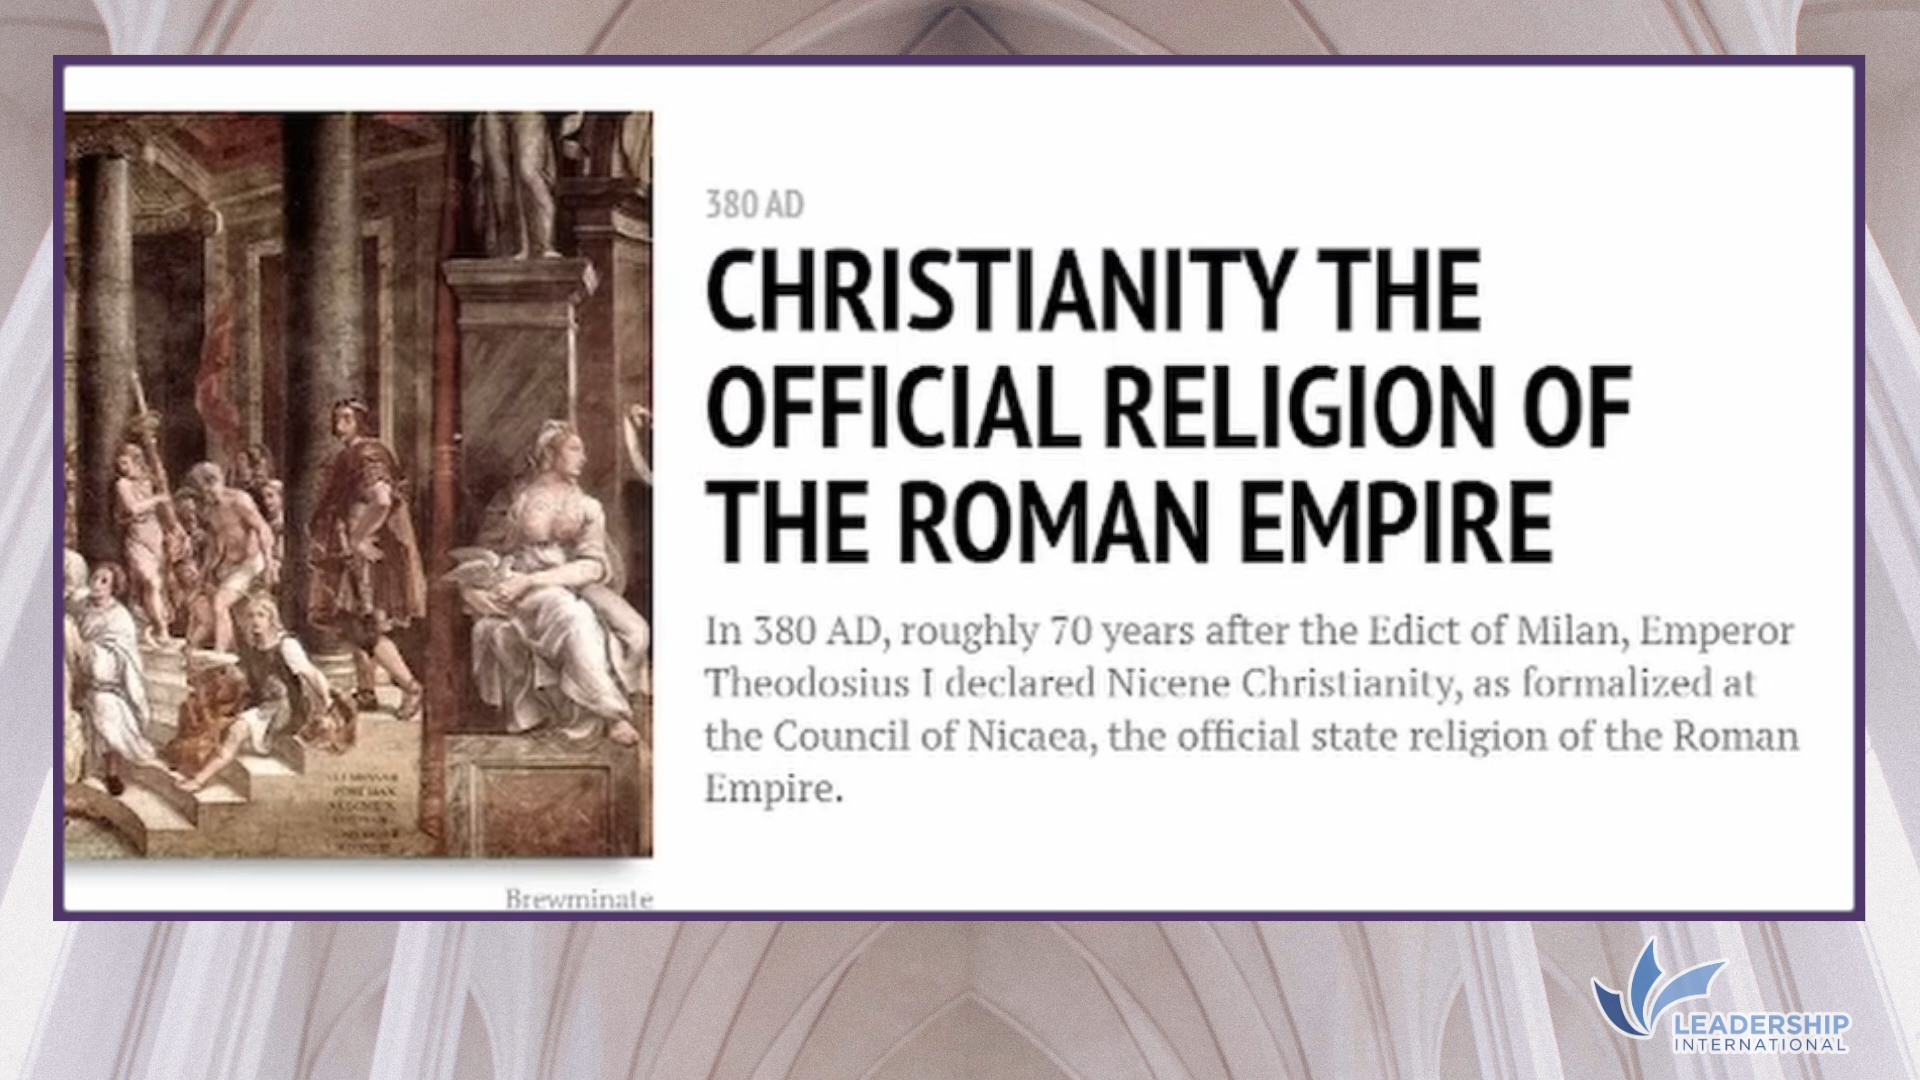 380 AD
CHRISTIANITY THE
OFFICIAL RELIGION OF
THE ROMAN EMPIRE
In 380 AD, roughly 70 years after the Edict of Milan, Emperor
Theodosius I declared Nicene Christianity, as formalized at
the Council of Nicaea, the official state religion of the Roman
Empire.
Brewminate
LEADERSHIP
INTERNATIONAL